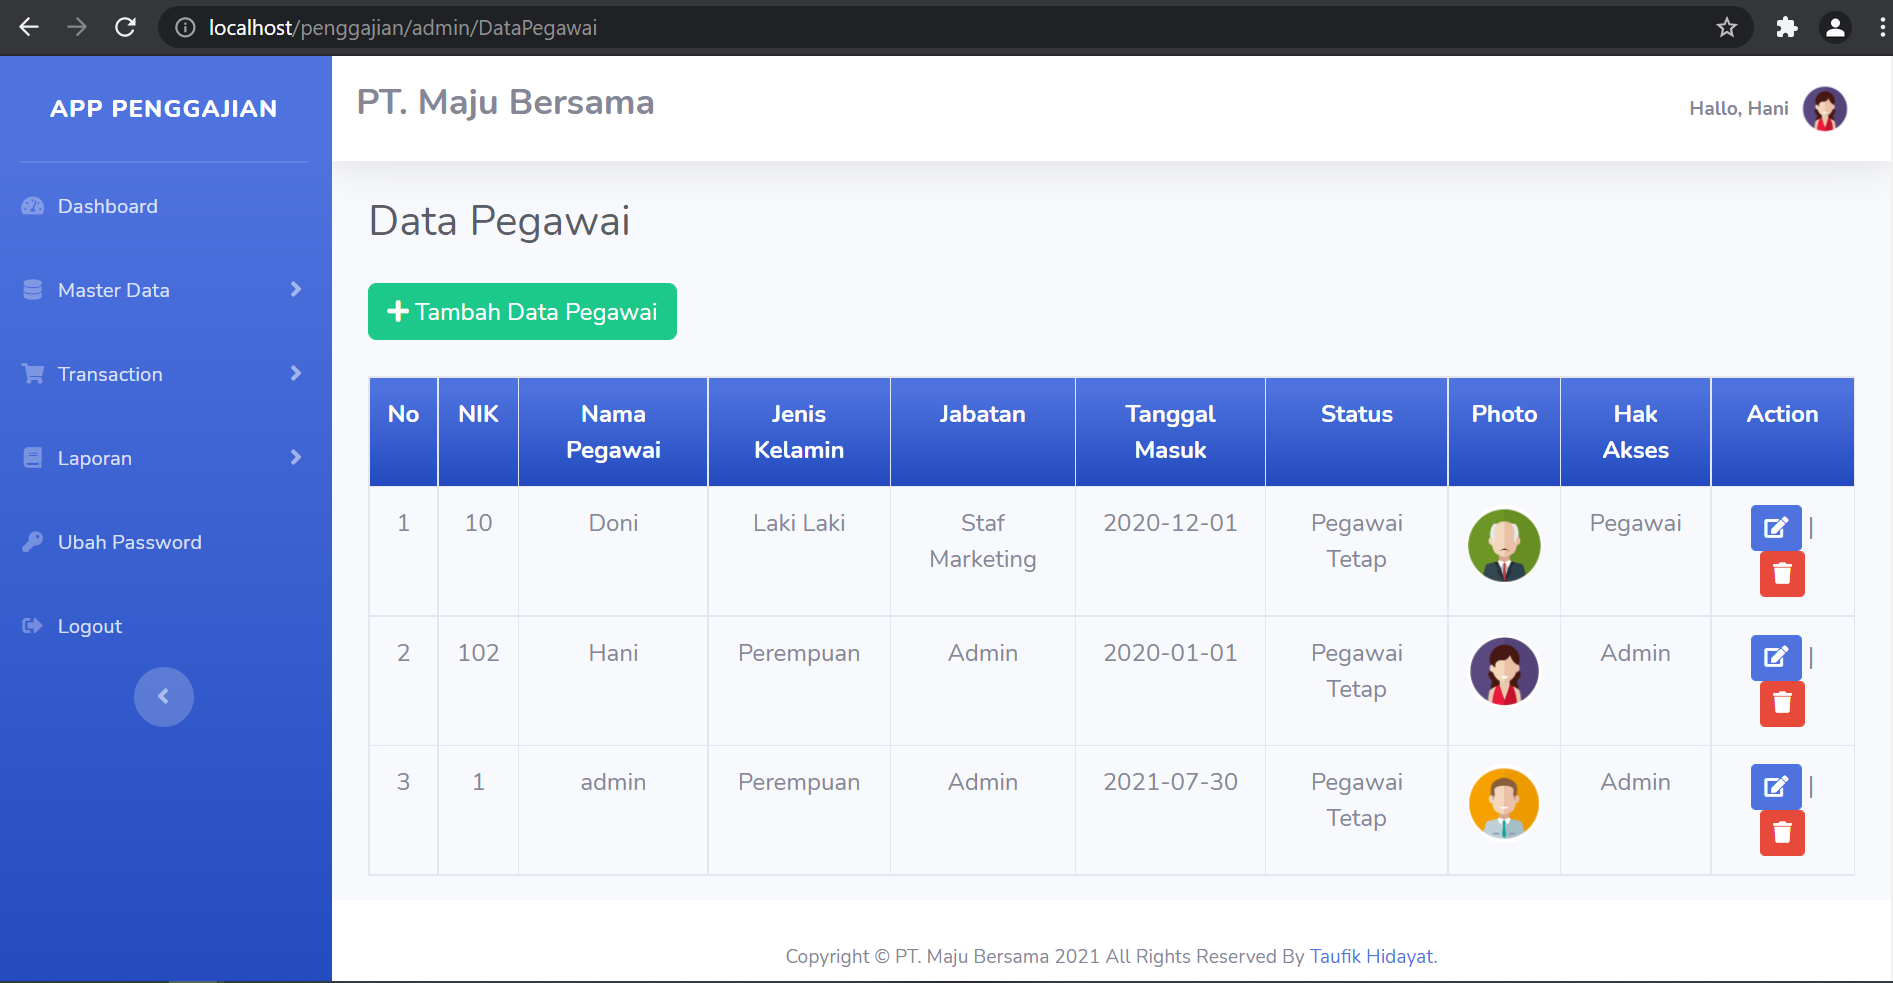 localhost/penggajian/admin/DataPegawai
APP PENGGAJIAN
PT. Maju Bersama
Hallo, Hani
Dashboard
Master Data
Transaction
Laporan
Ubah Password
Logout
Data Pegawai
Tambah Data Pegawai
No NIK Nama Pegawai Jenis Kelamin Jabatan Tanggal Masuk Status Photo Hak Akses Action
1 10 Doni Laki Laki Staf Marketing 2020-12-01 Pegawai Tetap Pegawai |
2 102 Hani Perempuan Admin 2020-01-01 Pegawai Tetap Admin |
3 1 admin Perempuan Admin 2021-07-30 Pegawai Tetap Admin |
Copyright © PT. Maju Bersama 2021 All Rights Reserved By Taufik Hidayat.